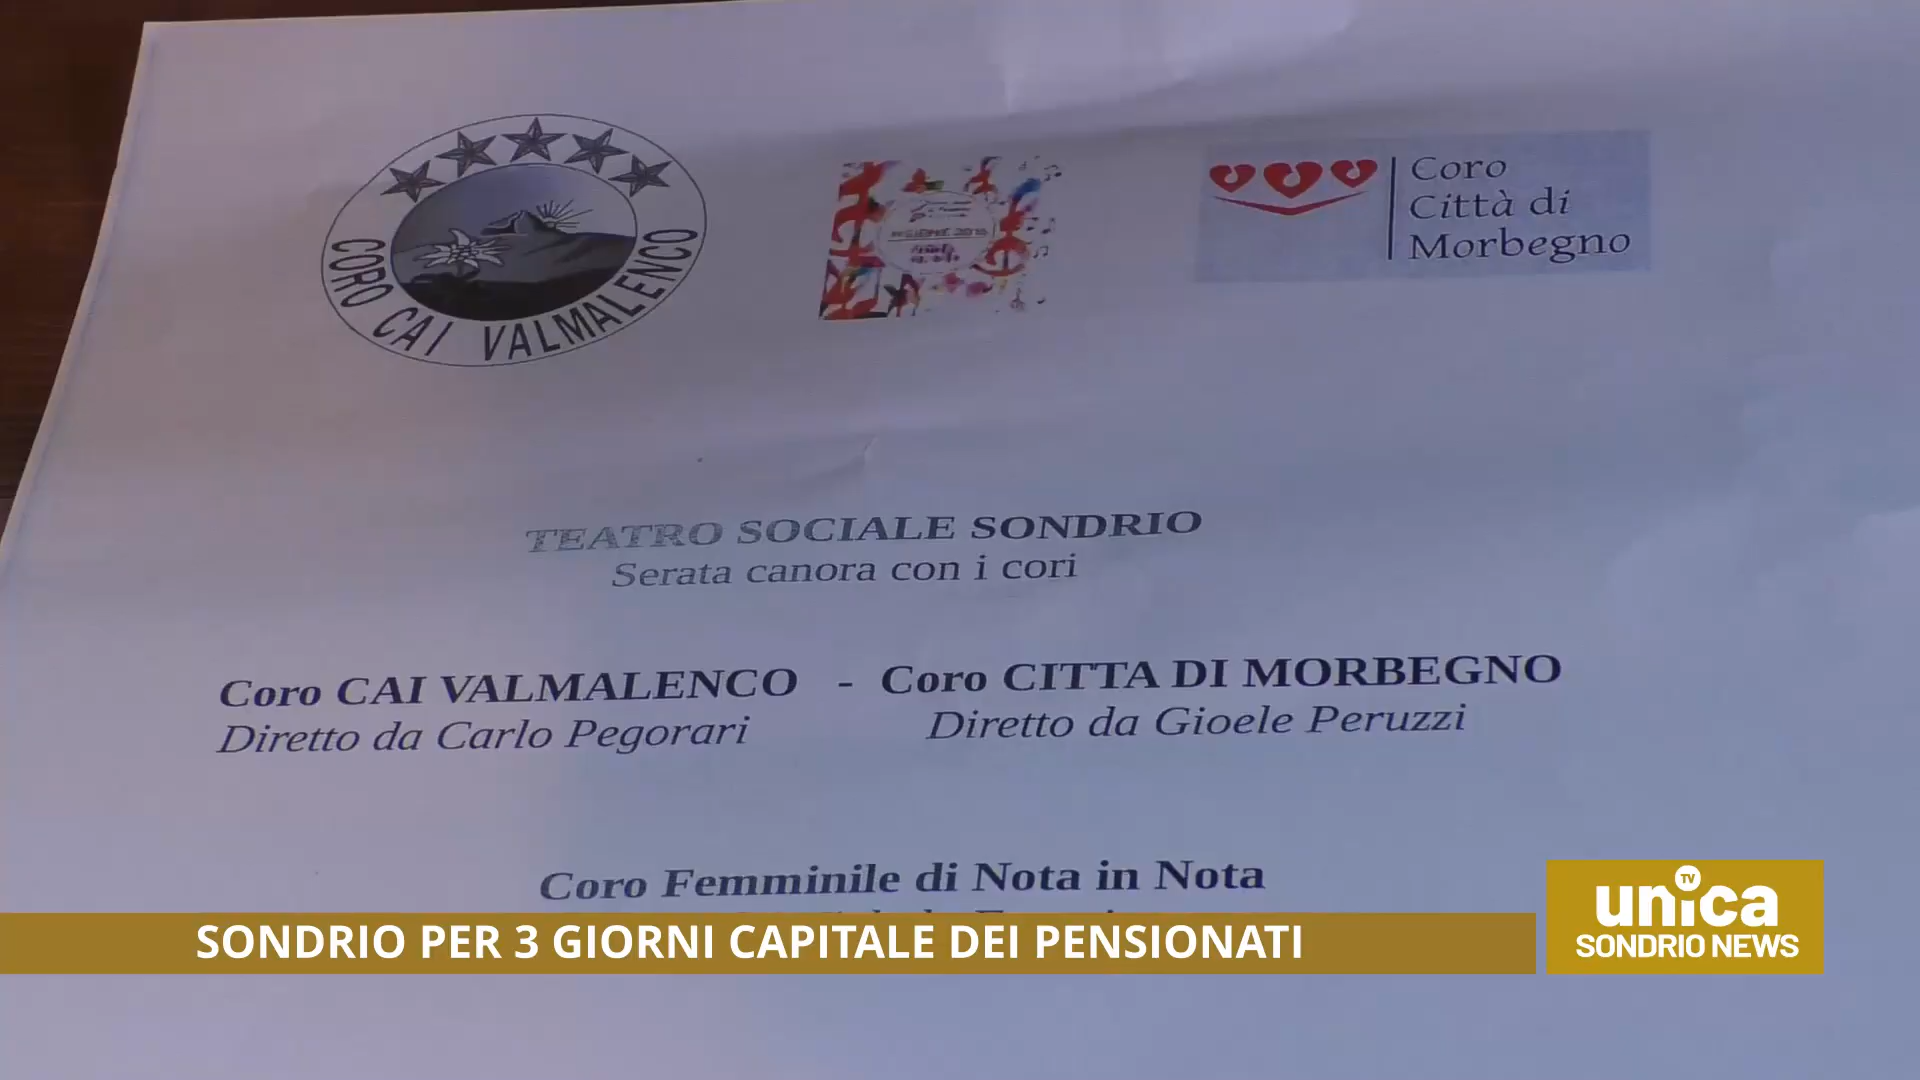 CORO CAI VALMALENCO
Coro
Città di
Morbegno
TEATRO SOCIALE SONDRIO
Serata canora con i cori
Coro CAI VALMALENCO - Coro CITTA DI MORBEGNO
Diretto da Carlo Pegorari Diretto da Gioele Peruzzi
Coro Femminile di Nota in Nota
SONDRIO PER 3 GIORNI CAPITALE DEI PENSIONATI
TV
unica
SONDRIO NEWS